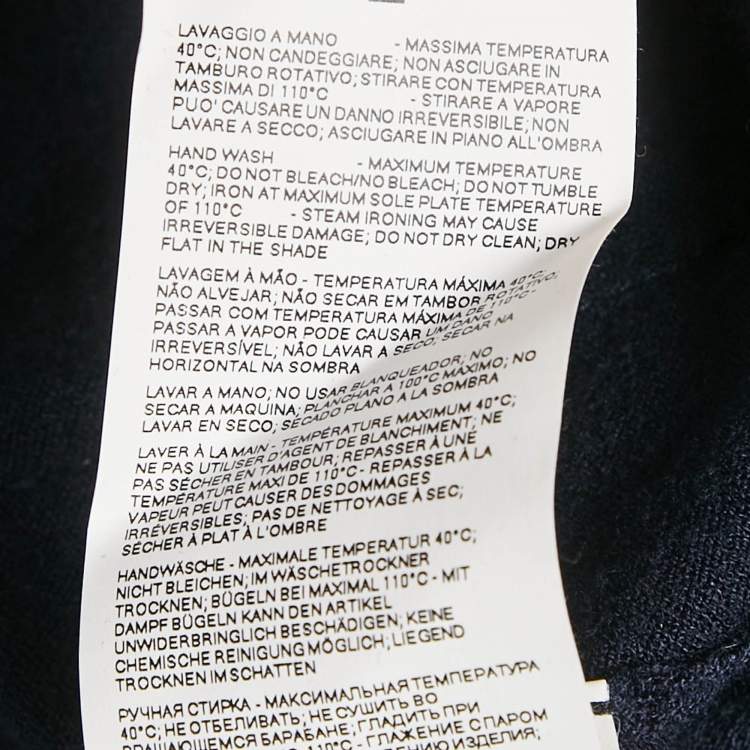 LAVAGGIO A MANO - MASSIMA TEMPERATURA
40°C; NON CANDEGGIARE; NON ASCIUGARE IN
TAMBURO ROTATIVO; STIRARE CON TEMPERATURA
MASSIMA DI 110°C - STIRARE A VAPORE
PUO' CAUSARE UN DANNO IRREVERSIBILE; NON
LAVARE A SECCO; ASCIUGARE IN PIANO ALL'OMBRA
HAND WASH - MAXIMUM TEMPERATURE
40°C; DO NOT BLEACH/NO BLEACH; DO NOT TUMBLE
DRY; IRON AT MAXIMUM SOLE PLATE TEMPERATURE
OF 110°C - STEAM IRONING MAY CAUSE
IRREVERSIBLE DAMAGE; DO NOT DRY CLEAN; DRY
FLAT IN THE SHADE
LAVAGEM À MÃO - TEMPERATURA MÁXIMA 40°C;
NÃO ALVEJAR; NÃO SECAR EM TAMBOR ROTATIVO;
PASSAR COM TEMPERATURA MÁXIMA DE 110°C -
PASSAR A VAPOR PODE CAUSAR UM DANO
IRREVERSÍVEL; NÃO LAVAR A SECO; SECAR NA
HORIZONTAL NA SOMBRA
LAVAR A MANO; NO USAR BLANQUEADOR; NO
SECAR A MAQUINA; PLANCHAR A 100°C MÁXIMO; NO
LAVAR EN SECO; SECADO PLANO A LA SOMBRA
LAVER À LA MAIN - TEMPÉRATURE MAXIMUM 40°C;
NE PAS UTILISER D'AGENT DE BLANCHIMENT; NE
PAS SÉCHER EN TAMBOUR; REPASSER À UNE
TEMPÉRATURE MAXI DE 110°C - REPASSER À LA
VAPEUR PEUT CAUSER DES DOMMAGES
IRRÉVERSIBLES; PAS DE NETTOYAGE À SEC;
SÉCHER À PLAT À L'OMBRE
HANDWÄSCHE - MAXIMALE TEMPERATUR 40°C;
NICHT BLEICHEN; IM WÄSCHETROCKNER
TROCKNEN; BÜGELN BEI MAXIMAL 110°C - MIT
DAMPF BÜGELN KANN DEN ARTIKEL
UNWIDERBRINGLICH BESCHÄDIGEN; KEINE
CHEMISCHE REINIGUNG MÖGLICH; LIEGEND
TROCKNEN IM SCHATTEN
РУЧНАЯ СТИРКА - МАКСИМАЛЬНАЯ ТЕМПЕРАТУРА
40°C; НЕ ОТБЕЛИВАТЬ; НЕ СУШИТЬ ВО
ВРАЩАЮЩЕМСЯ БАРАБАНЕ; ГЛАДИТЬ ПРИ
110°C - ГЛАЖЕНИЕ С ПАРОМ
ИЗДЕЛИЯ;